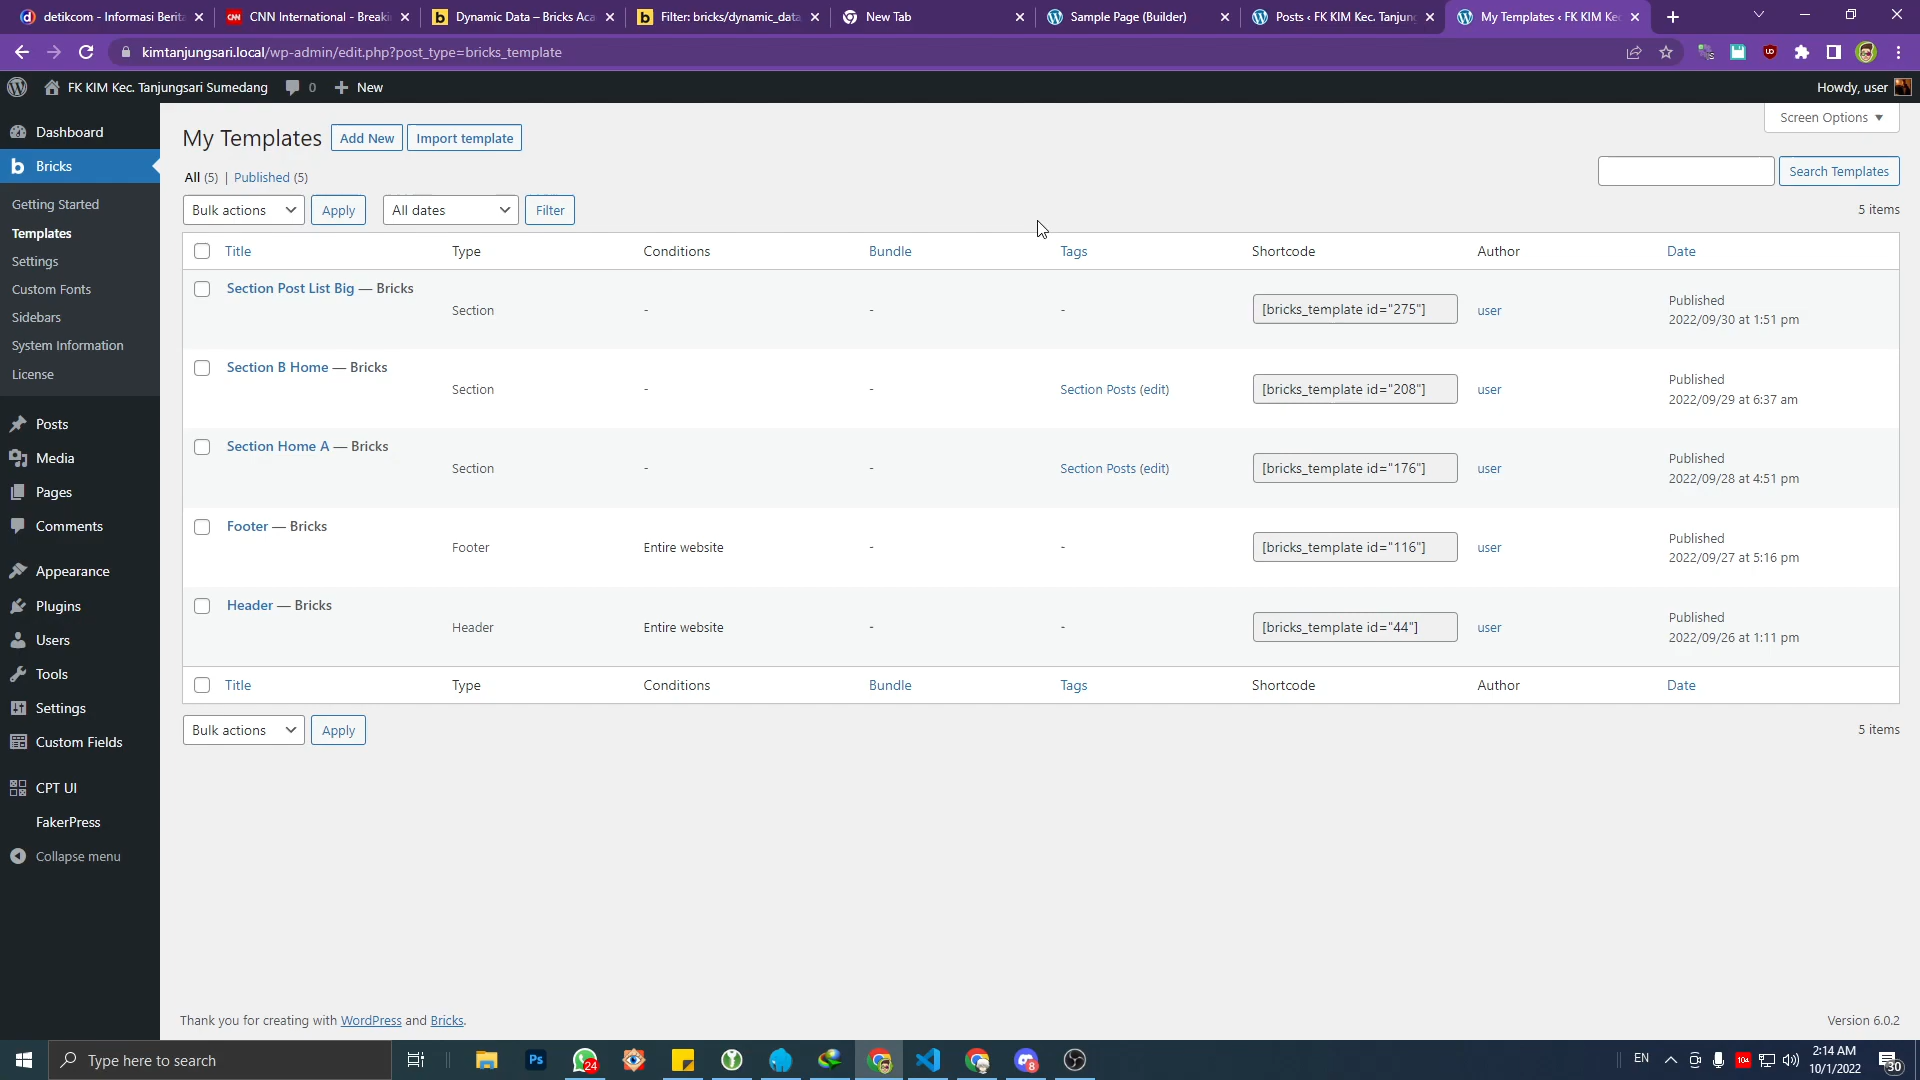 detikcom - Informasi Berita
CNN International - Breaki
Dynamic Data – Bricks Aca
Filter: bricks/dynamic_data
New Tab
Sample Page (Builder)
Posts ‹ FK KIM Kec. Tanjung
My Templates ‹ FK KIM Kec
kimtanjungsari.local/wp-admin/edit.php?post_type=bricks_template
FK KIM Kec. Tanjungsari Sumedang
0
New
Howdy, user
Dashboard
Bricks
Getting Started
Templates
Settings
Custom Fonts
Sidebars
System Information
License
Posts
Media
Pages
Comments
Appearance
Plugins
Users
Tools
Settings
Custom Fields
CPT UI
FakerPress
Collapse menu
My Templates Add New Import template
Screen Options
All (5) | Published (5)
Search Templates
Bulk actions Apply All dates Filter
5 items
Title Type Conditions Bundle Tags Shortcode Author Date
Section Post List Big — Bricks
Section - - - [bricks_template id="275"] user
Published
2022/09/30 at 1:51 pm
Section B Home — Bricks
Section - - Section Posts (edit) [bricks_template id="208"] user
Published
2022/09/29 at 6:37 am
Section Home A — Bricks
Section - - Section Posts (edit) [bricks_template id="176"] user
Published
2022/09/28 at 4:51 pm
Footer — Bricks
Footer Entire website - - [bricks_template id="116"] user
Published
2022/09/27 at 5:16 pm
Header — Bricks
Header Entire website - - [bricks_template id="44"] user
Published
2022/09/26 at 1:11 pm
Title Type Conditions Bundle Tags Shortcode Author Date
Bulk actions Apply
5 items
Thank you for creating with WordPress and Bricks.
Version 6.0.2
Type here to search
Ps
24
8
EN
2:14 AM
10/1/2022
30